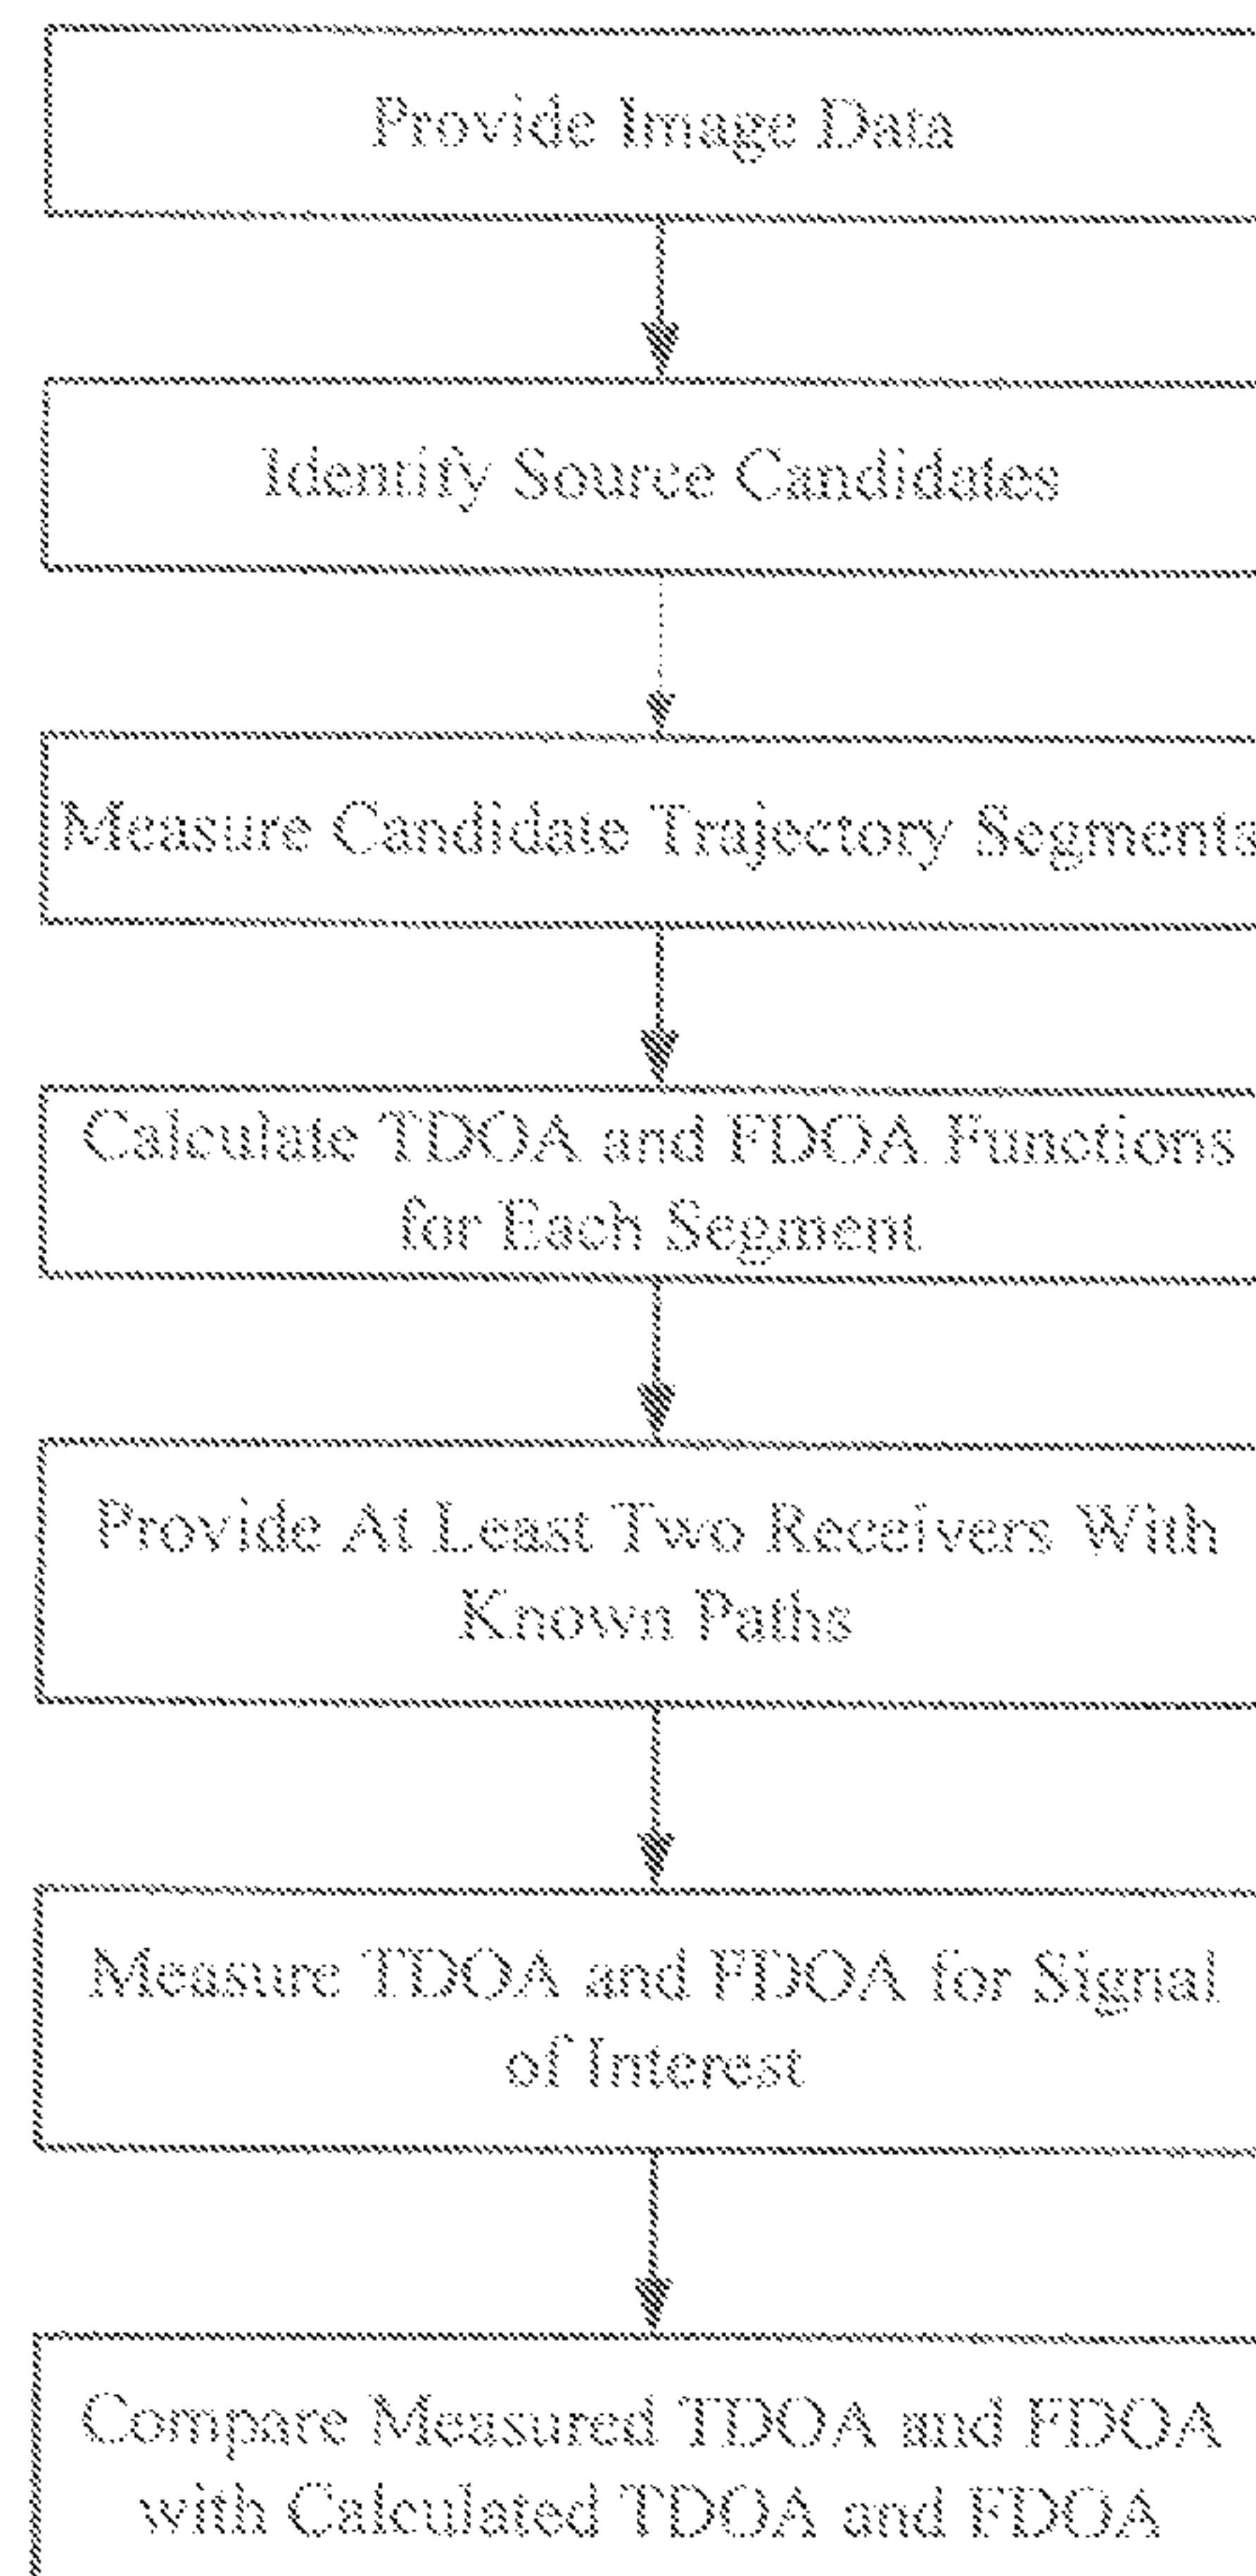 Provide Image Data
Identify Source Candidates
Measure Candidate Trajectory Segments
Calculate TDOA and FDOA Functions
for Each Segment
Provide At Least Two Receivers With
Known Paths
Measure TDOA and FDOA for Signal
of Interest
Compare Measured TDOA and FDOA
with Calculated TDOA and FDOA